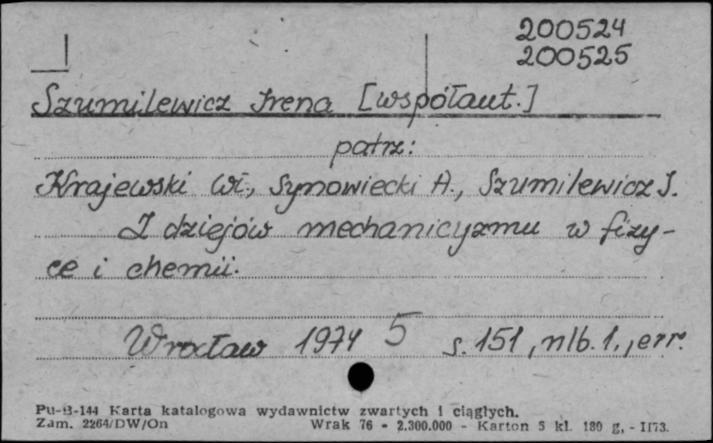 200524
200525
Szumilewicz Irena [współaut.]
patrz:
Krajewski Wł., Synowiecki A., Szumilewicz I.
Z dziejów mechanicyzmu w fizy-
ce i chemii.
Wrocław 1974 5 s. 151, nlb. 1., err.
Pu-B-144 Karta katalogowa wydawnictw zwartych i ciągłych.
Zam. 2264/DW/On Wrak 76 - 2.300.000 - Karton 5 kl. 180 g, - II73.